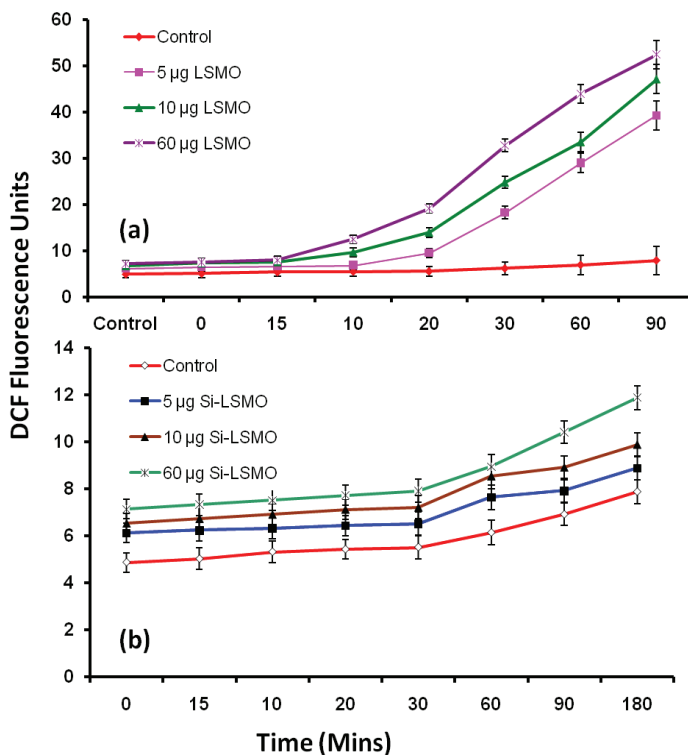 DCF Fluorescence Units
60
50
40
30
20
10
0
Control
5 µg LSMO
10 µg LSMO
60 µg LSMO
(a)
Control 0 15 10 20 30 60 90
14
12
10
8
6
4
2
0
Control
5 µg Si-LSMO
10 µg Si-LSMO
60 µg Si-LSMO
(b)
0 15 10 20 30 60 90 180
Time (Mins)